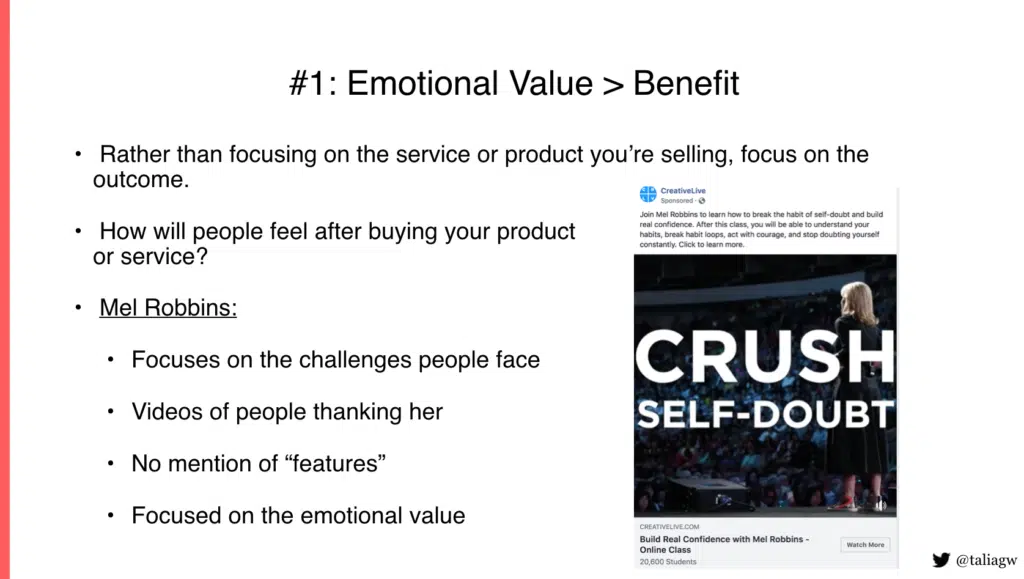 #1: Emotional Value > Benefit
• Rather than focusing on the service or product you’re selling, focus on the
outcome.
• How will people feel after buying your product
or service?
• Mel Robbins:
• Focuses on the challenges people face
• Videos of people thanking her
• No mention of “features”
• Focused on the emotional value
CreativeLive
Sponsored ·
Join Mel Robbins to learn how to break the habit of self-doubt and build
real confidence. After this class, you will be able to understand your
habits, break habit loops, act with courage, and stop doubting yourself
constantly. Click to learn more.
CRUSH
SELF-DOUBT
CREATIVELIVE.COM
Build Real Confidence with Mel Robbins -
Online Class
20,600 Students
Watch More
@taliagw